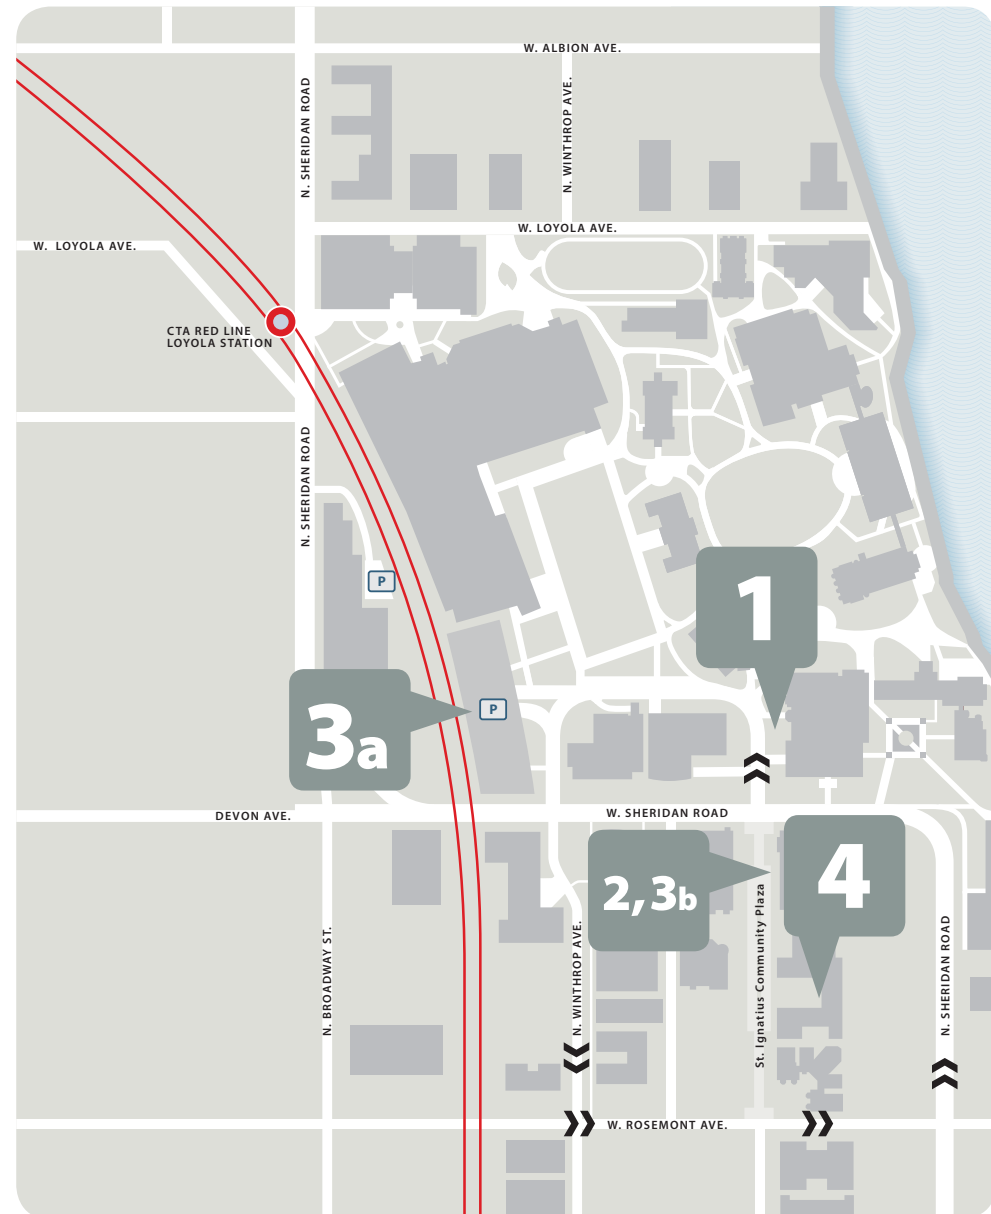 W. ALBION AVE.
N. SHERIDAN ROAD
N. WINTHROP AVE.
W. LOYOLA AVE.
W. LOYOLA AVE.
CTA RED LINE
LOYOLA STATION
N. SHERIDAN ROAD
P
1
3a
P
DEVON AVE.
W. SHERIDAN ROAD
2, 3b
4
St. Ignatius Community Plaza
N. BROADWAY ST.
N. WINTHROP AVE.
N. SHERIDAN ROAD
W. ROSEMONT AVE.